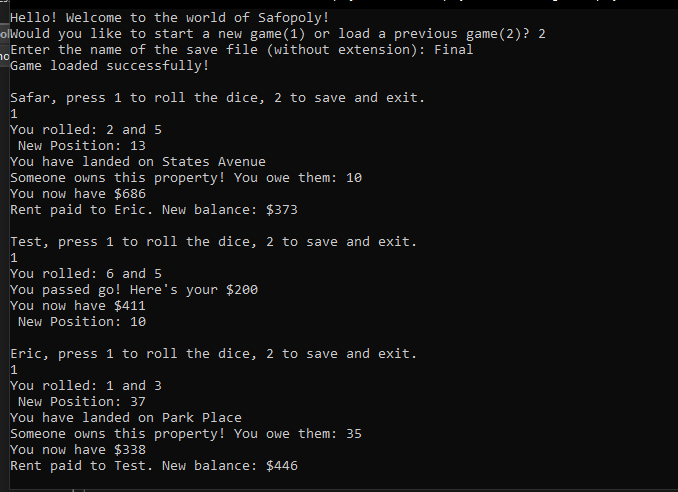 Hello! Welcome to the world of Safopoly!
Would you like to start a new game(1) or load a previous game(2)? 2
Enter the name of the save file (without extension): Final
Game loaded successfully!
Safar, press 1 to roll the dice, 2 to save and exit.
1
You rolled: 2 and 5
New Position: 13
You have landed on States Avenue
Someone owns this property! You owe them: 10
You now have $686
Rent paid to Eric. New balance: $373
Test, press 1 to roll the dice, 2 to save and exit.
1
You rolled: 6 and 5
You passed go! Here's your $200
You now have $411
New Position: 10
Eric, press 1 to roll the dice, 2 to save and exit.
1
You rolled: 1 and 3
New Position: 37
You have landed on Park Place
Someone owns this property! You owe them: 35
You now have $338
Rent paid to Test. New balance: $446